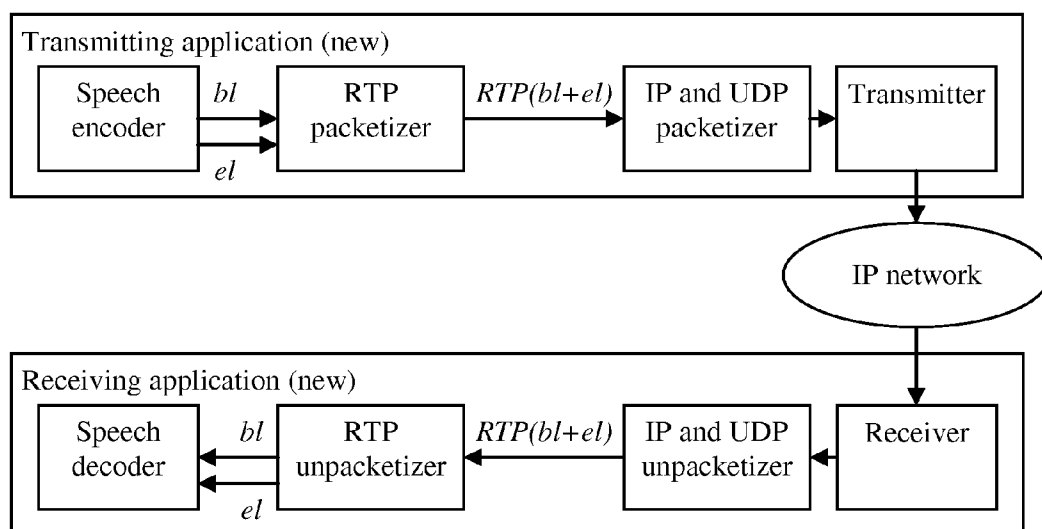 Transmitting application (new)
Speech
encoder
bl
el
RTP
packetizer
RTP(bl+el)
IP and UDP
packetizer
Transmitter
IP network
Receiving application (new)
Speech
decoder
bl
el
RTP
unpacketizer
RTP(bl+el)
IP and UDP
unpacketizer
Receiver